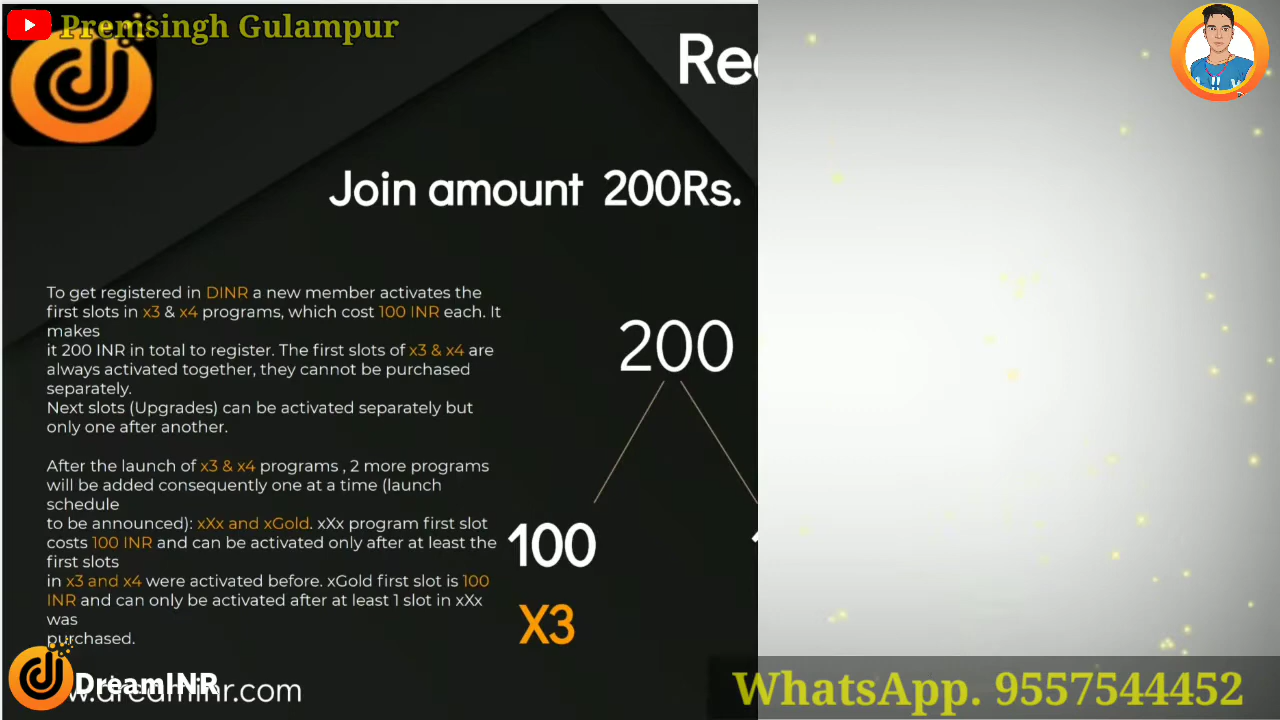 Premsingh Gulampur
Join amount 200Rs.
To get registered in DINR a new member activates the
first slots in x3 & x4 programs, which cost 100 INR each. It
makes
it 200 INR in total to register. The first slots of x3 & x4 are
always activated together, they cannot be purchased
separately.
Next slots (Upgrades) can be activated separately but
only one after another.
After the launch of x3 & x4 programs , 2 more programs
will be added consequently one at a time (launch
schedule
to be announced): xXx and xGold. xXx program first slot
costs 100 INR and can be activated only after at least the
first slots
in x3 and x4 were activated before. xGold first slot is 100
INR and can only be activated after at least 1 slot in xXx
was
purchased.
200
100
X3
DreamINR
WhatsApp. 9557544452